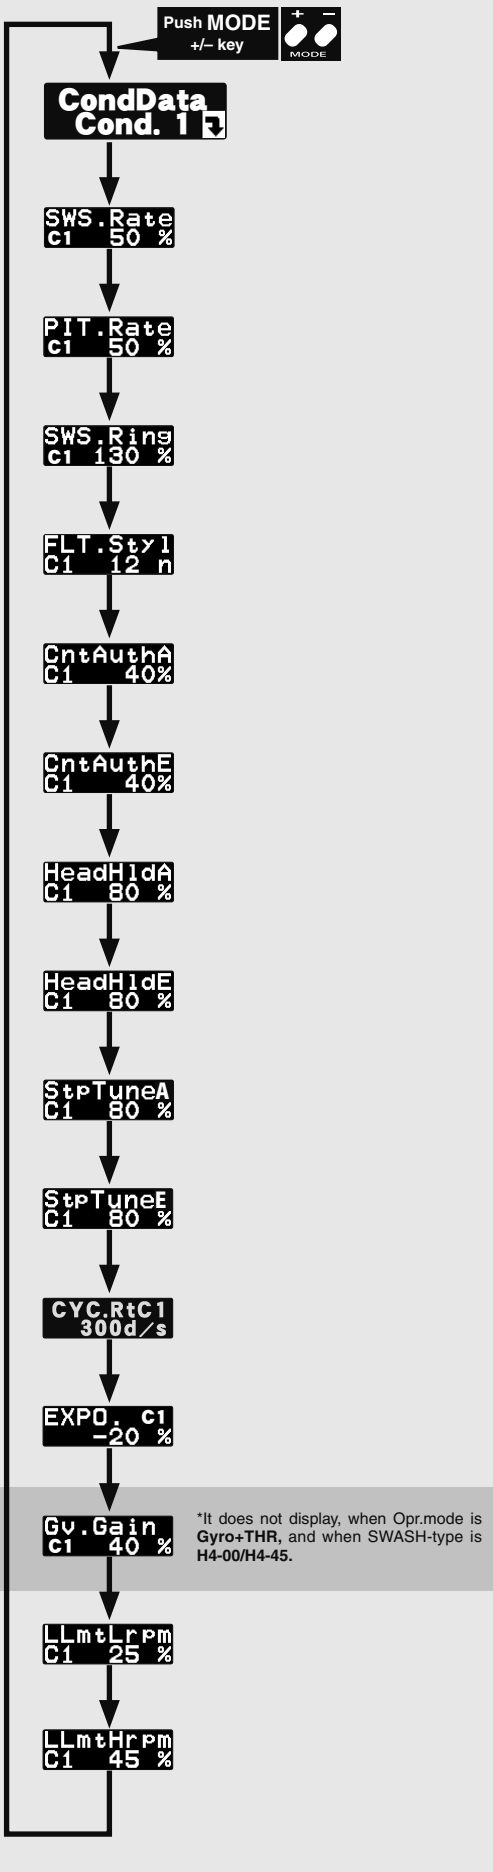 Push MODE
+/– key
+ −
MODE
CondData
Cond. 1
SWS.Rate
C1 50 %
PIT.Rate
C1 50 %
SWS.Ring
C1 130 %
FLT.Styl
C1 12 n
CntAuthA
C1 40%
CntAuthE
C1 40%
HeadHldA
C1 80 %
HeadHldE
C1 80 %
StpTuneA
C1 80 %
StpTuneE
C1 80 %
CYC.RtC1
300d/s
EXPO. C1
-20 %
Gv.Gain
C1 40 %
*It does not display, when Opr.mode is
Gyro+THR, and when SWASH-type is
H4-00/H4-45.
LLmtLrpm
C1 25 %
LLmtHrpm
C1 45 %